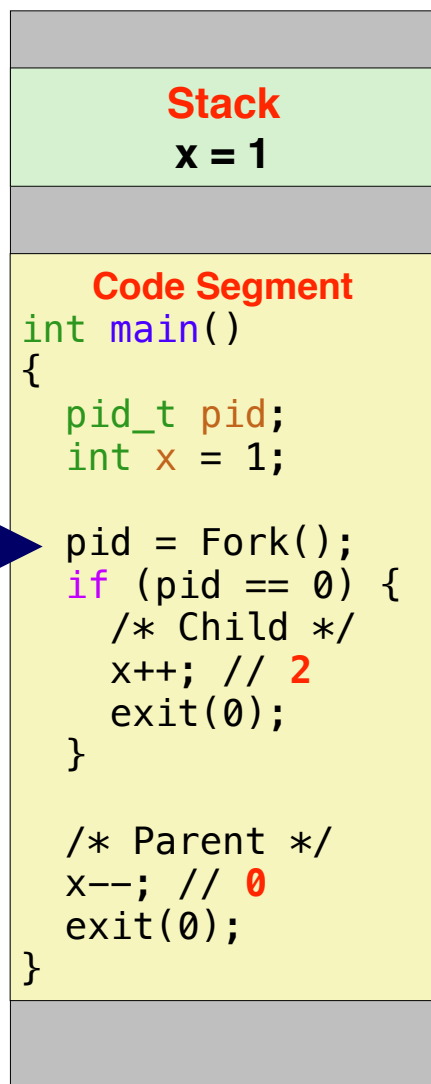 Stack
x = 1
Code Segment
int main()
{
  pid_t pid;
  int x = 1;

  pid = Fork();
  if (pid == 0) {
    /* Child */
    x++; // 2
    exit(0);
  }

  /* Parent */
  x--; // 0
  exit(0);
}